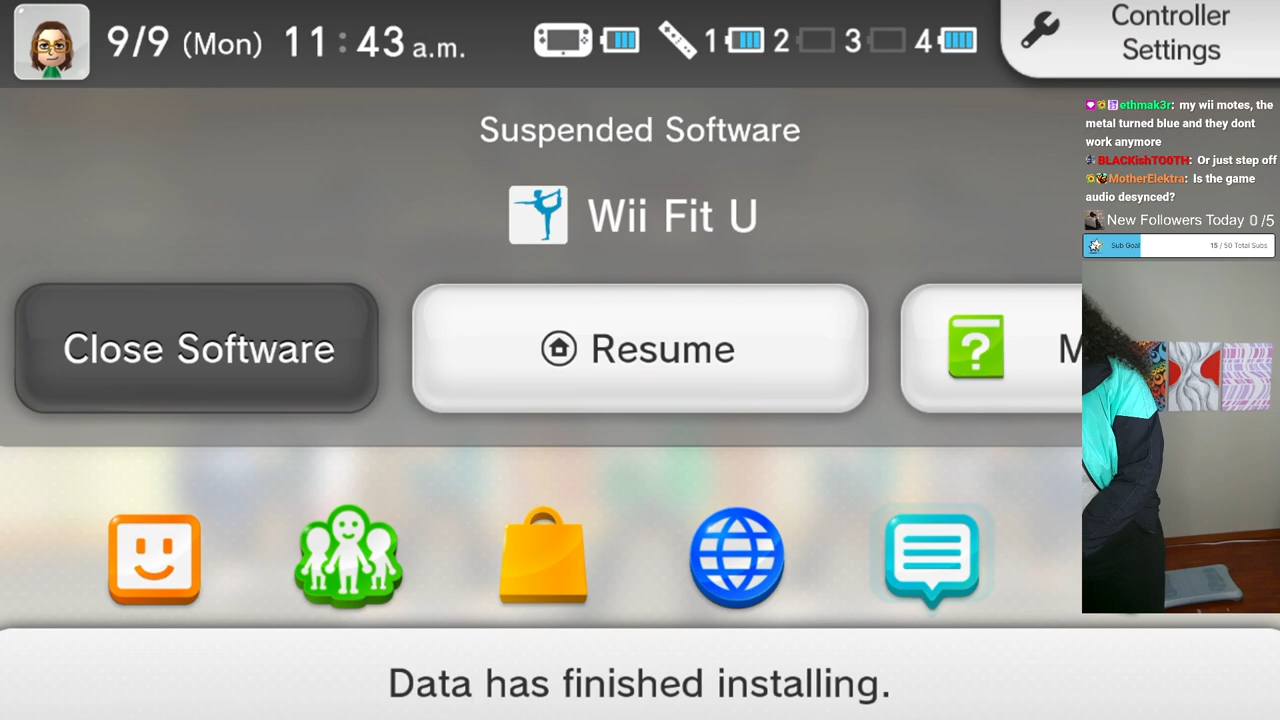 9/9 (Mon) 11:43 a.m.
1 2 3 4
Controller
Settings
Suspended Software
Wii Fit U
Close Software
Resume
? M
ethmak3r: my wii motes, the
metal turned blue and they dont
work anymore
BLACKishTO0TH: Or just step off
MotherElektra: Is the game
audio desynced?
New Followers Today 0 /5
Sub Goal 15 / 50 Total Subs
Data has finished installing.